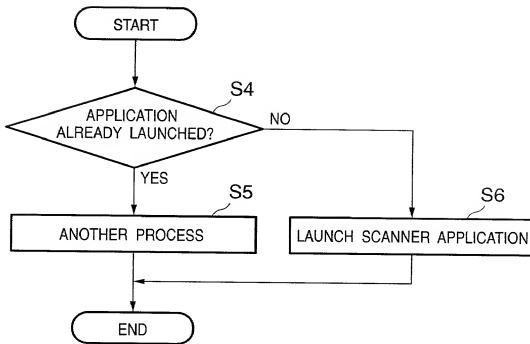 START
S4
APPLICATION
ALREADY LAUNCHED?
NO
YES
S5
ANOTHER PROCESS
S6
LAUNCH SCANNER APPLICATION
END